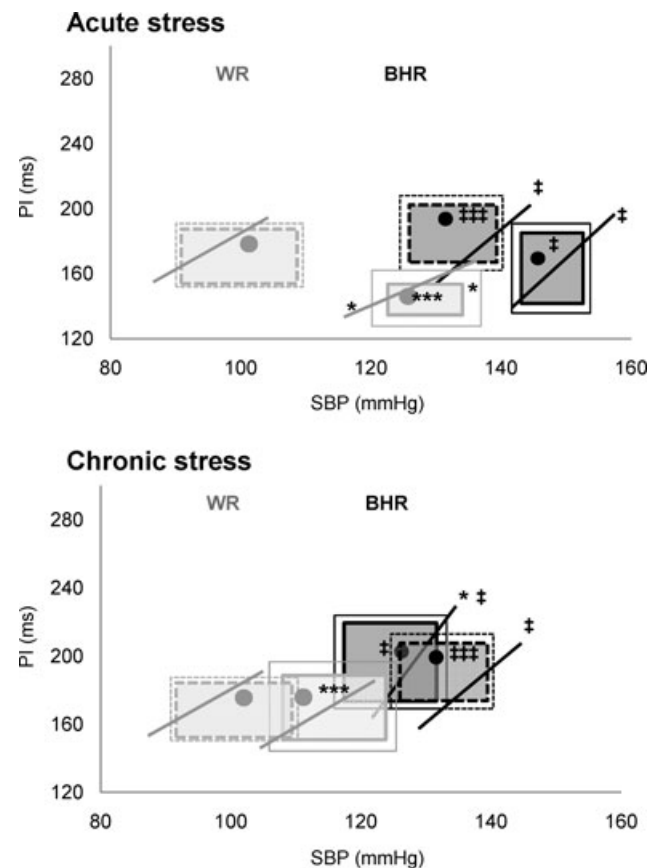 Acute stress
WR BHR
PI (ms)
280
240
200
160
120
‡
‡
‡‡‡
‡
*
***
*
80 100 120 140 160
SBP (mmHg)
Chronic stress
WR BHR
PI (ms)
280
240
200
160
120
* ‡
‡
‡
‡‡‡
***
80 100 120 140 160
SBP (mmHg)